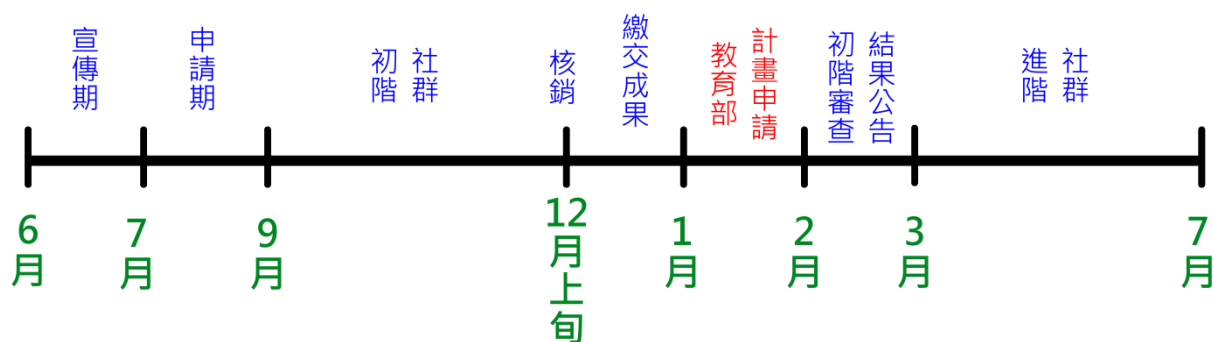 宣傳期
申請期
初階
社群
核銷
繳交成果
教育部
計畫申請
初階審查
結果公告
進階
社群
6月
7月
9月
12月上旬
1月
2月
3月
7月